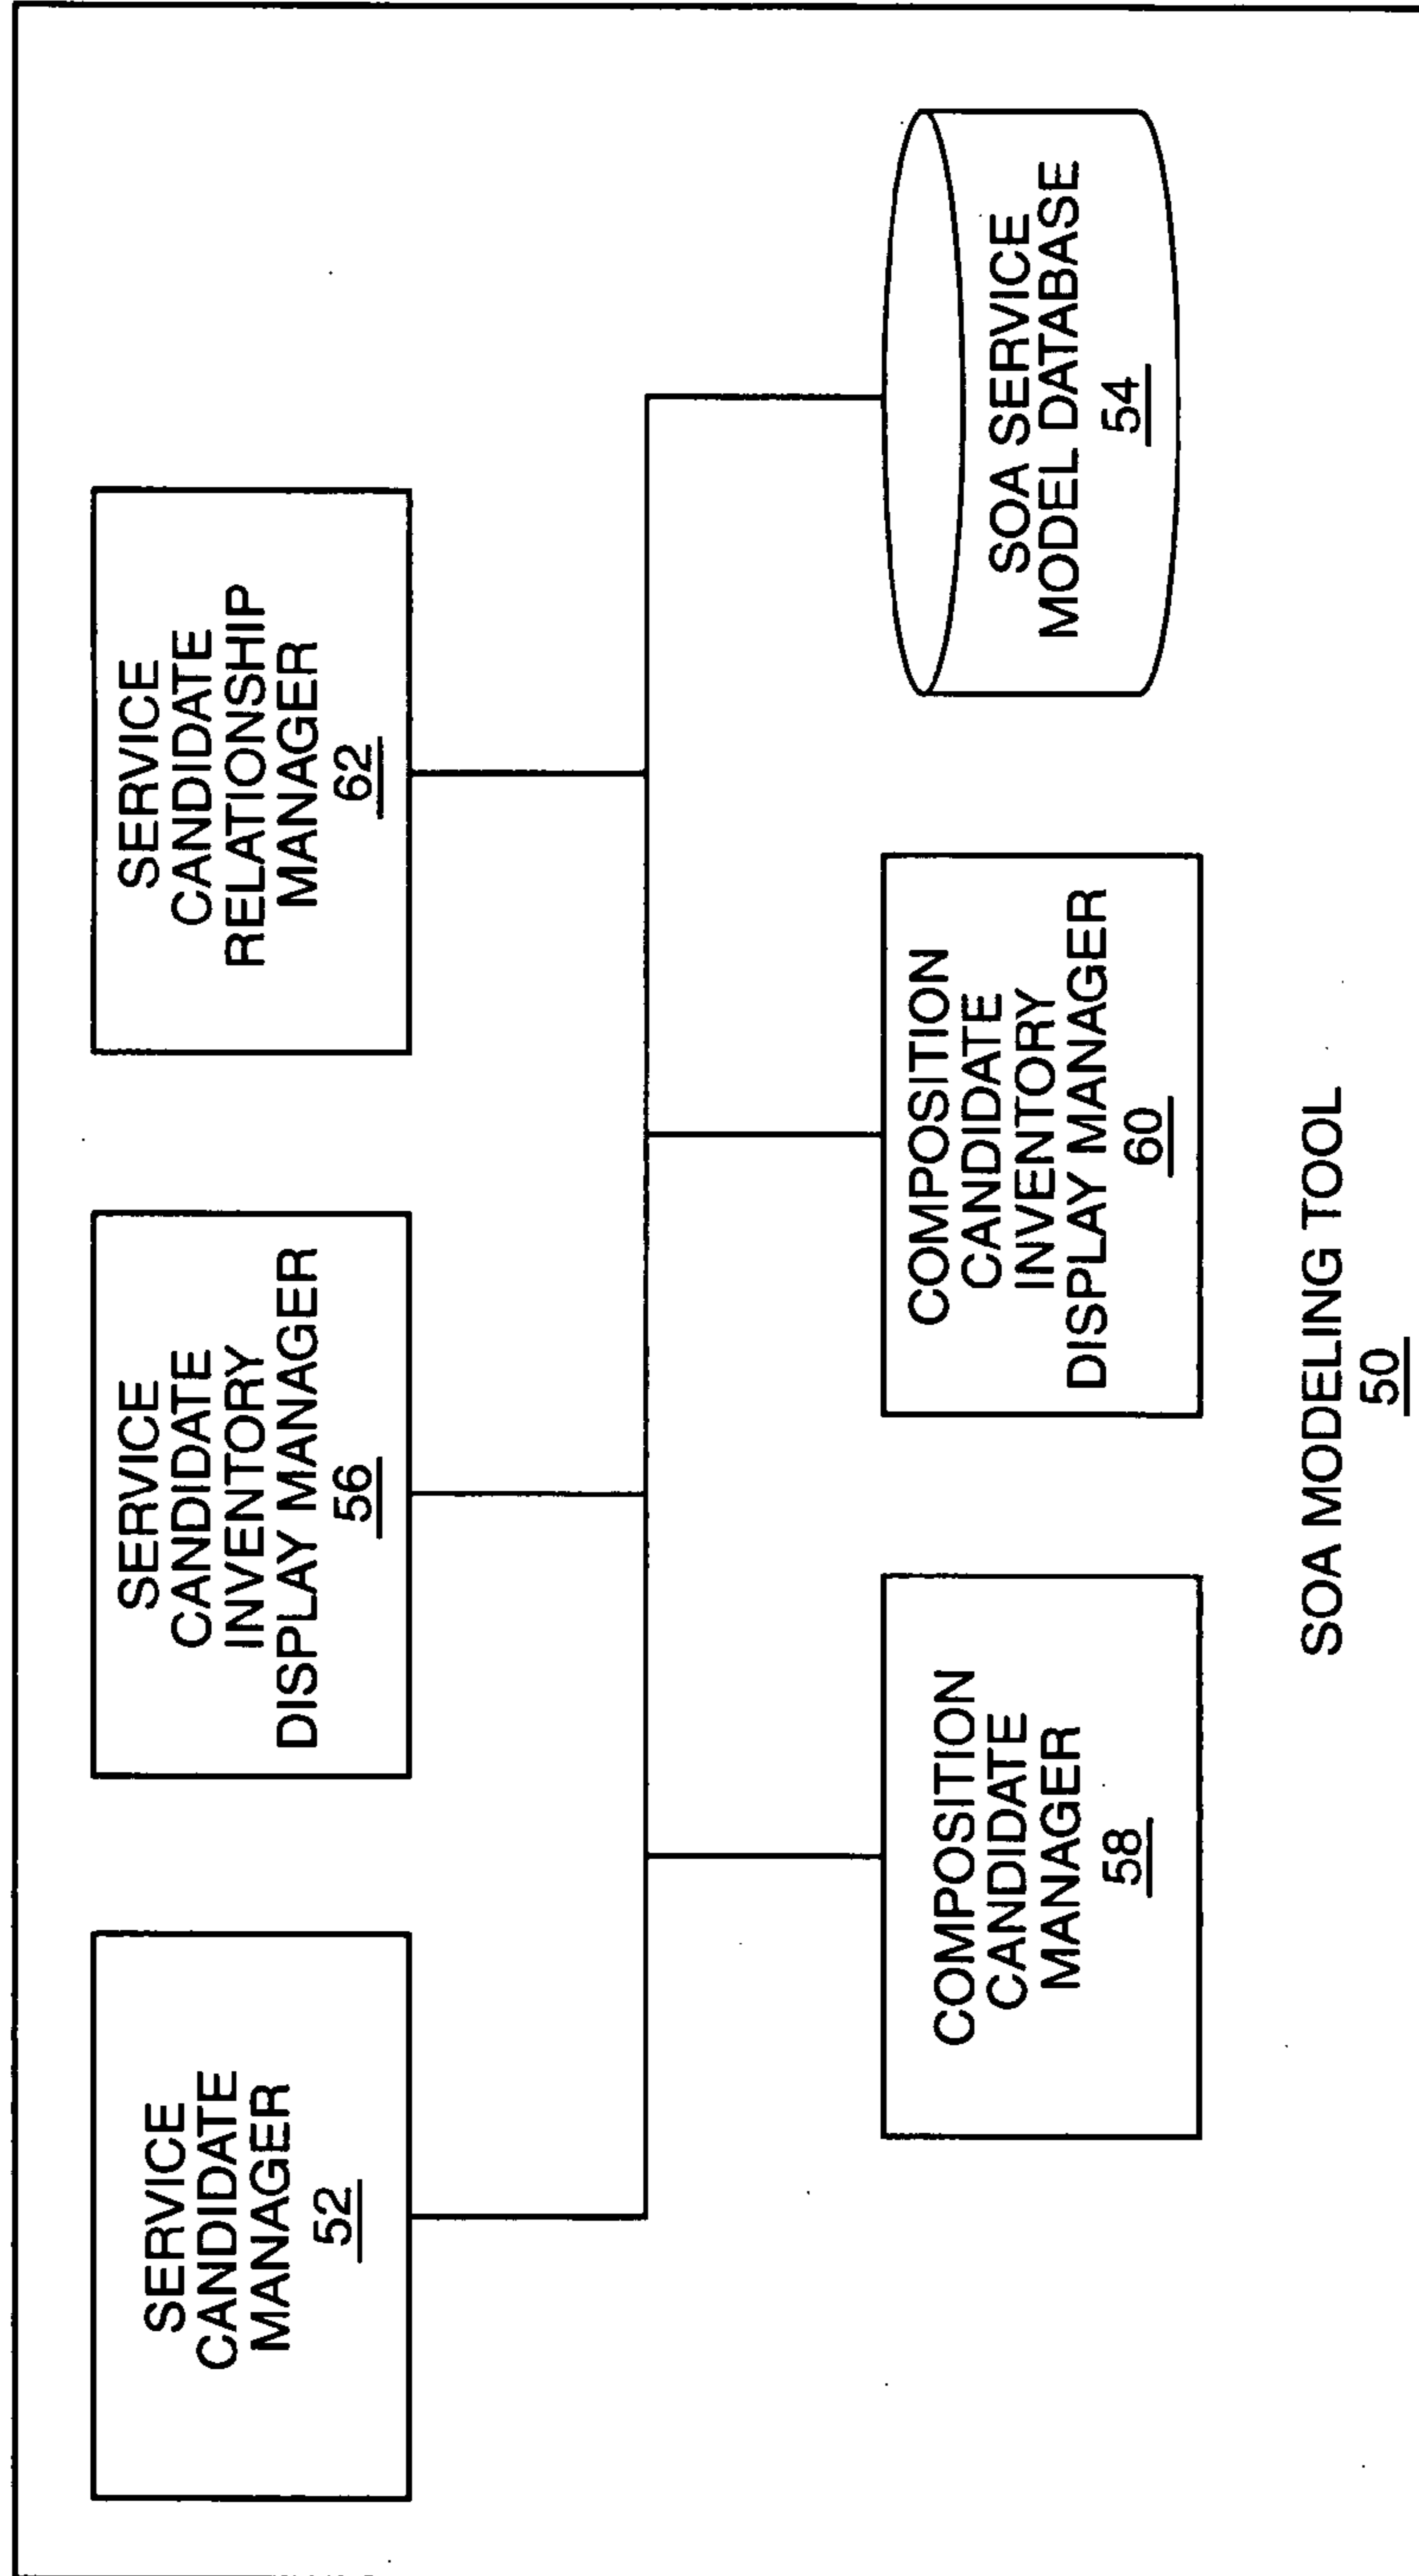 SERVICE
CANDIDATE
MANAGER
52
SERVICE
CANDIDATE
INVENTORY
DISPLAY MANAGER
56
SERVICE
CANDIDATE
RELATIONSHIP
MANAGER
62
COMPOSITION
CANDIDATE
MANAGER
58
COMPOSITION
CANDIDATE
INVENTORY
DISPLAY MANAGER
60
SOA SERVICE
MODEL DATABASE
54
SOA MODELING TOOL
50